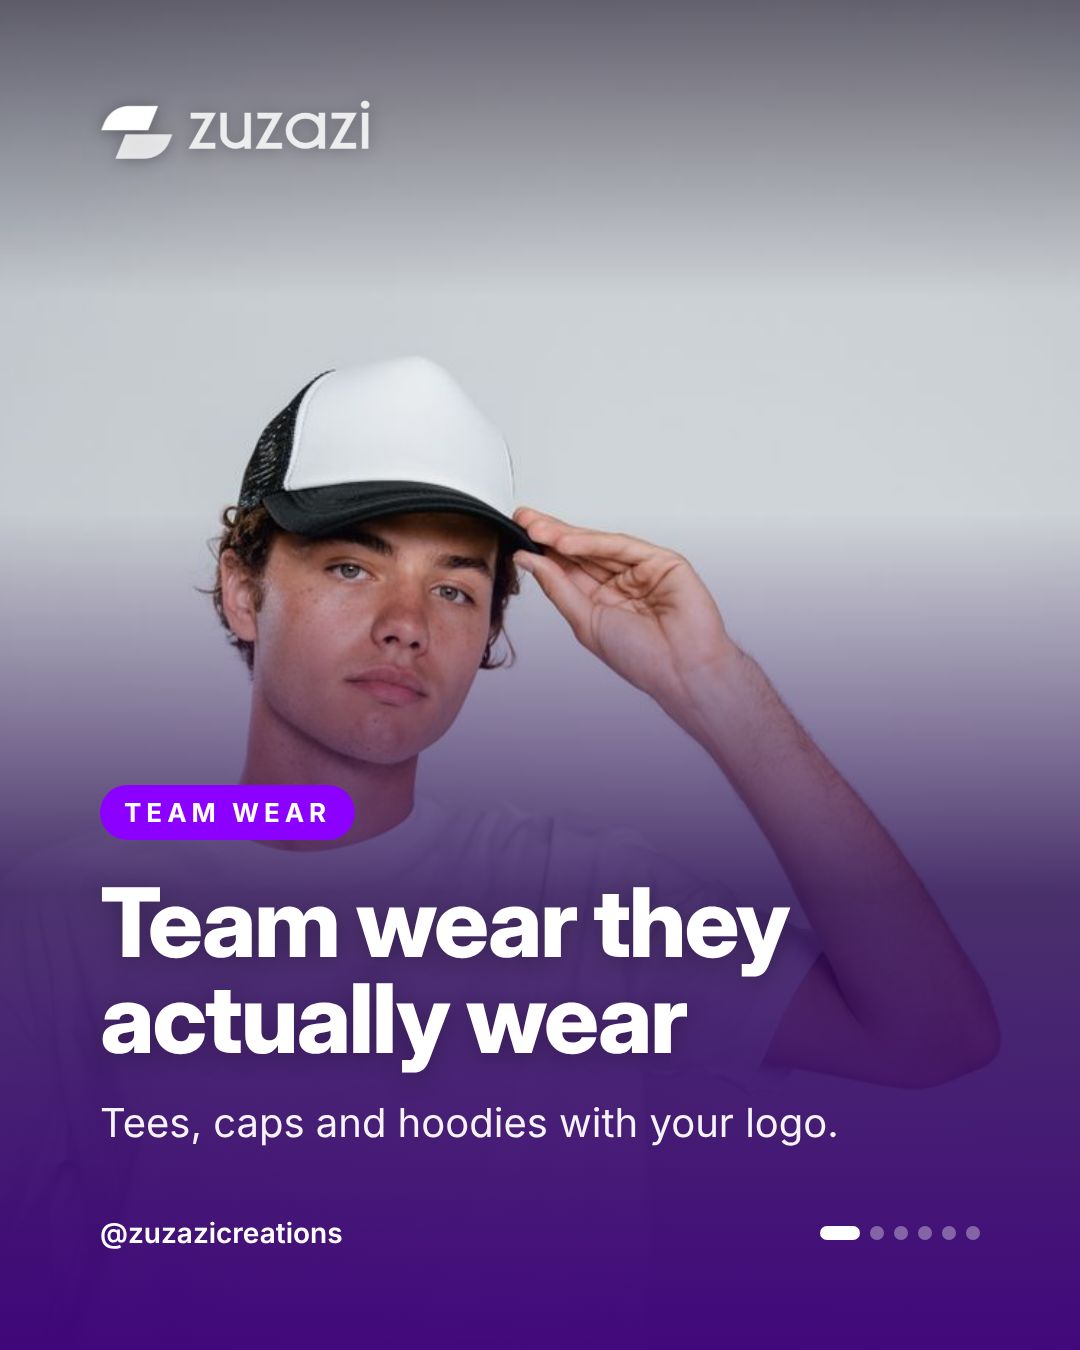 zuzazi
TEAM WEAR
Team wear they
actually wear
Tees, caps and hoodies with your logo.
@zuzazicreations